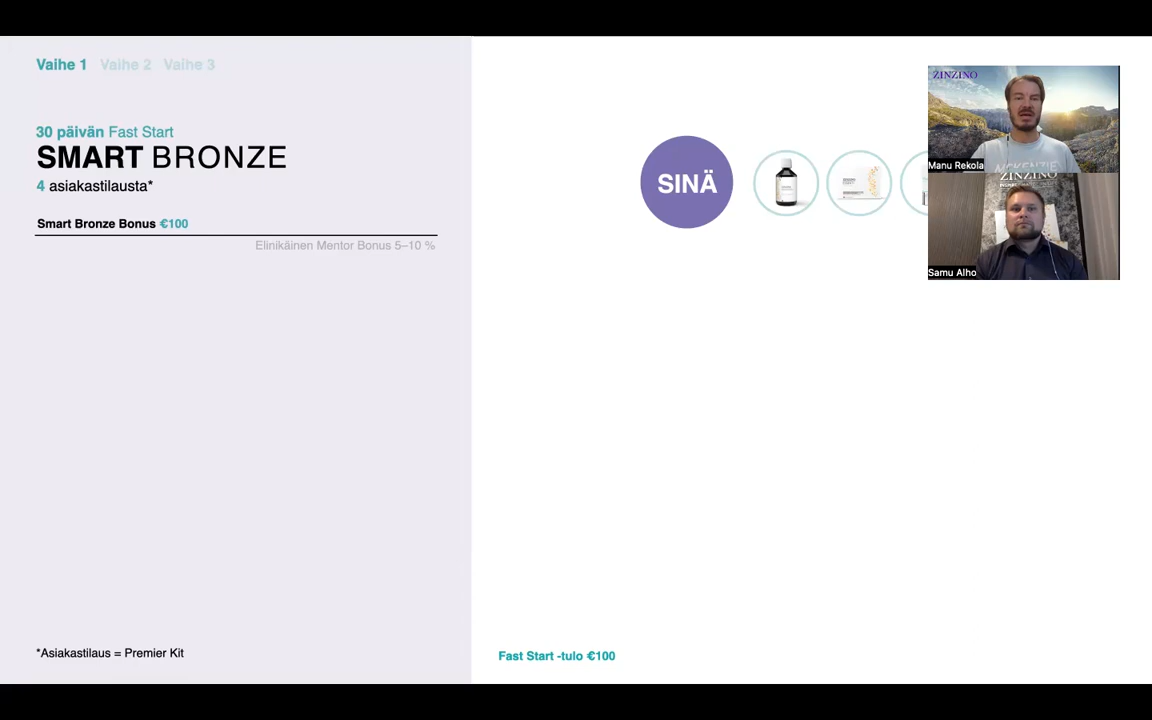 Vaihe 1 Vaihe 2 Vaihe 3
30 päivän Fast Start
SMART BRONZE
4 asiakastilausta*
Smart Bronze Bonus €100
Elinikäinen Mentor Bonus 5–10 %
*Asiakastilaus = Premier Kit
SINÄ
Fast Start -tulo €100
ZINZINO
MCKENZIE
Manu Rekola
ZINZINO
Samu Alho